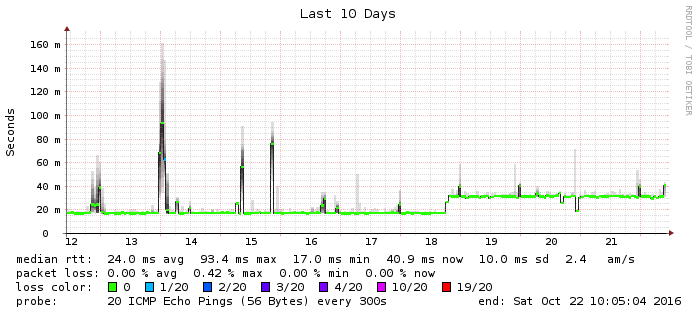 Last 10 Days
RRDTOOL / TOBI OETIKER
Seconds
160 m
140 m
120 m
100 m
80 m
60 m
40 m
20 m
0
12 13 14 15 16 17 18 19 20 21
median rtt: 24.0 ms avg 93.4 ms max 17.0 ms min 40.9 ms now 10.0 ms sd 2.4 am/s
packet loss: 0.00 % avg 0.42 % max 0.00 % min 0.00 % now
loss color: 0 1/20 2/20 3/20 4/20 10/20 19/20
probe: 20 ICMP Echo Pings (56 Bytes) every 300s end: Sat Oct 22 10:05:04 2016